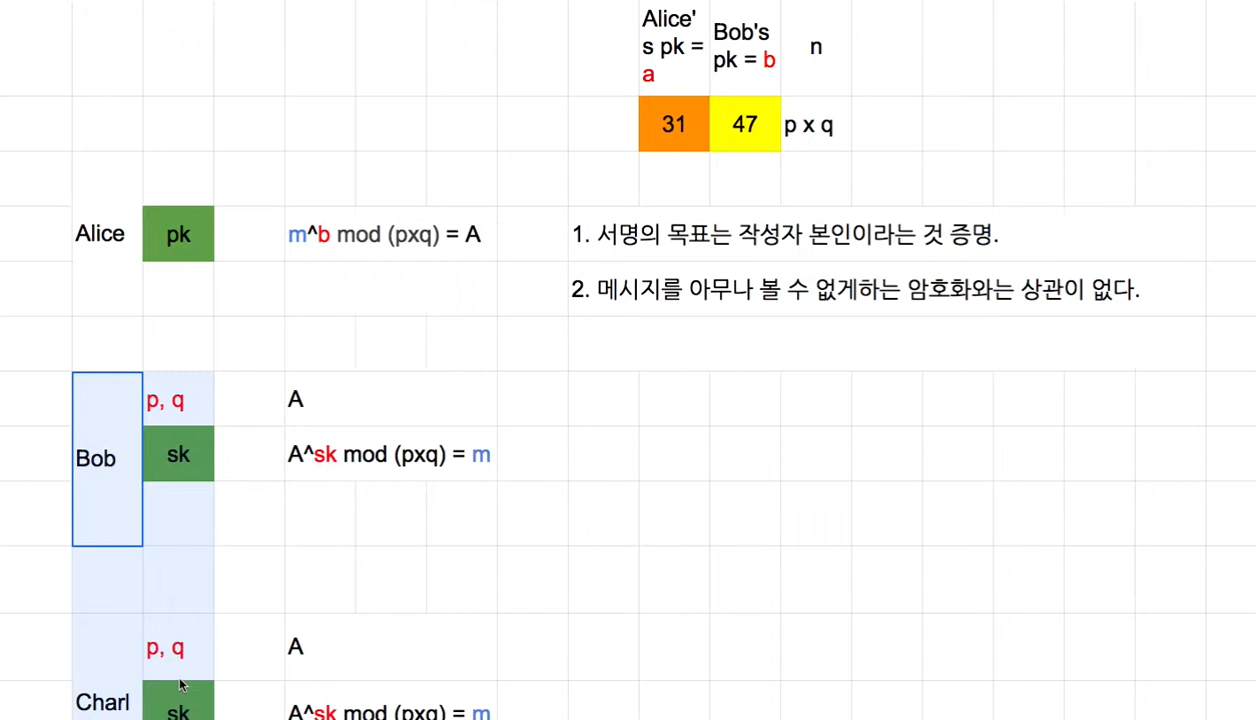 Alice'
s pk =
a
Bob's
pk = b
n
31
47
p x q
Alice
pk
m^b mod (pxq) = A
1. 서명의 목표는 작성자 본인이라는 것 증명.
2. 메시지를 아무나 볼 수 없게하는 암호화와는 상관이 없다.
p, q
A
Bob
sk
A^sk mod (pxq) = m
p, q
A
Charl
sk
A^sk mod (pxq) = m